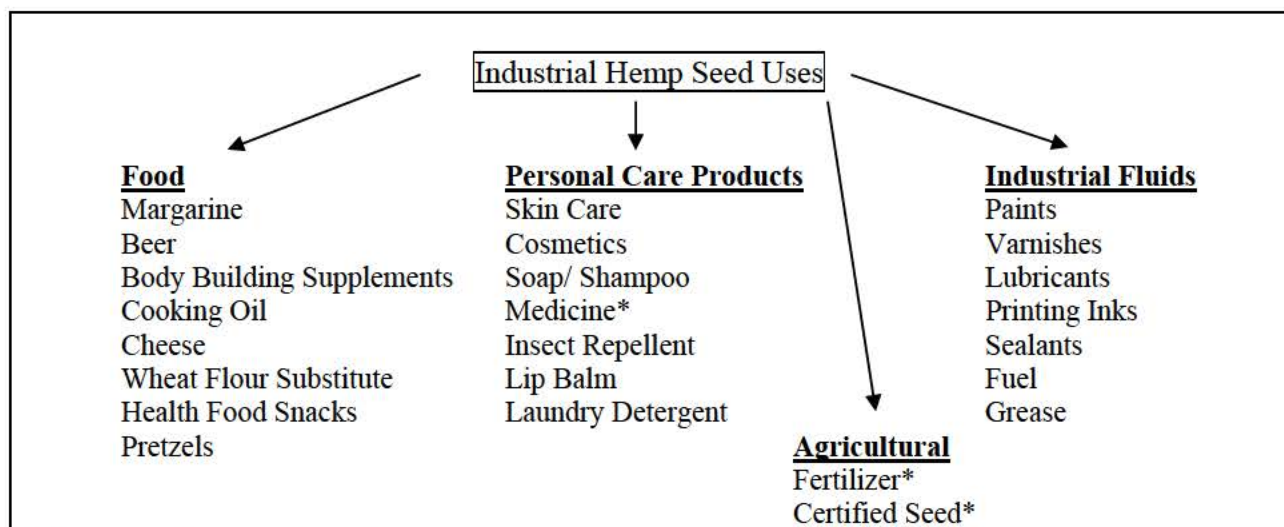 Industrial Hemp Seed Uses
Food
Margarine
Beer
Body Building Supplements
Cooking Oil
Cheese
Wheat Flour Substitute
Health Food Snacks
Pretzels
Personal Care Products
Skin Care
Cosmetics
Soap/ Shampoo
Medicine*
Insect Repellent
Lip Balm
Laundry Detergent
Agricultural
Fertilizer*
Certified Seed*
Industrial Fluids
Paints
Varnishes
Lubricants
Printing Inks
Sealants
Fuel
Grease